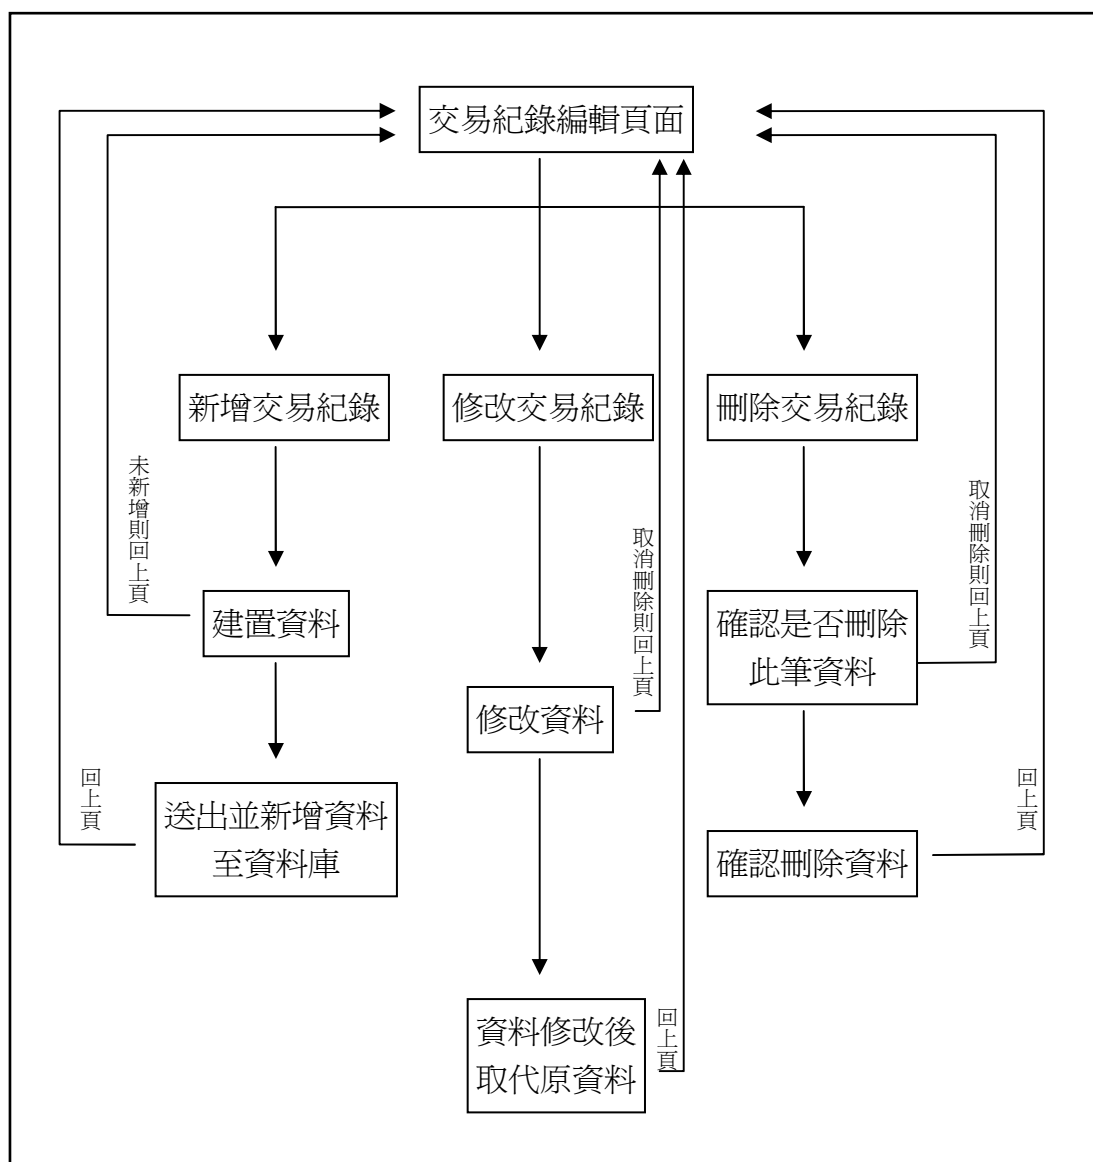 交易紀錄編輯頁面
新增交易紀錄
修改交易紀錄
刪除交易紀錄
未新增則回上頁
取消刪除則回上頁
取消刪除則回上頁
建置資料
確認是否刪除
此筆資料
修改資料
回上頁
回上頁
送出並新增資料
至資料庫
確認刪除資料
資料修改後
取代原資料
回上頁